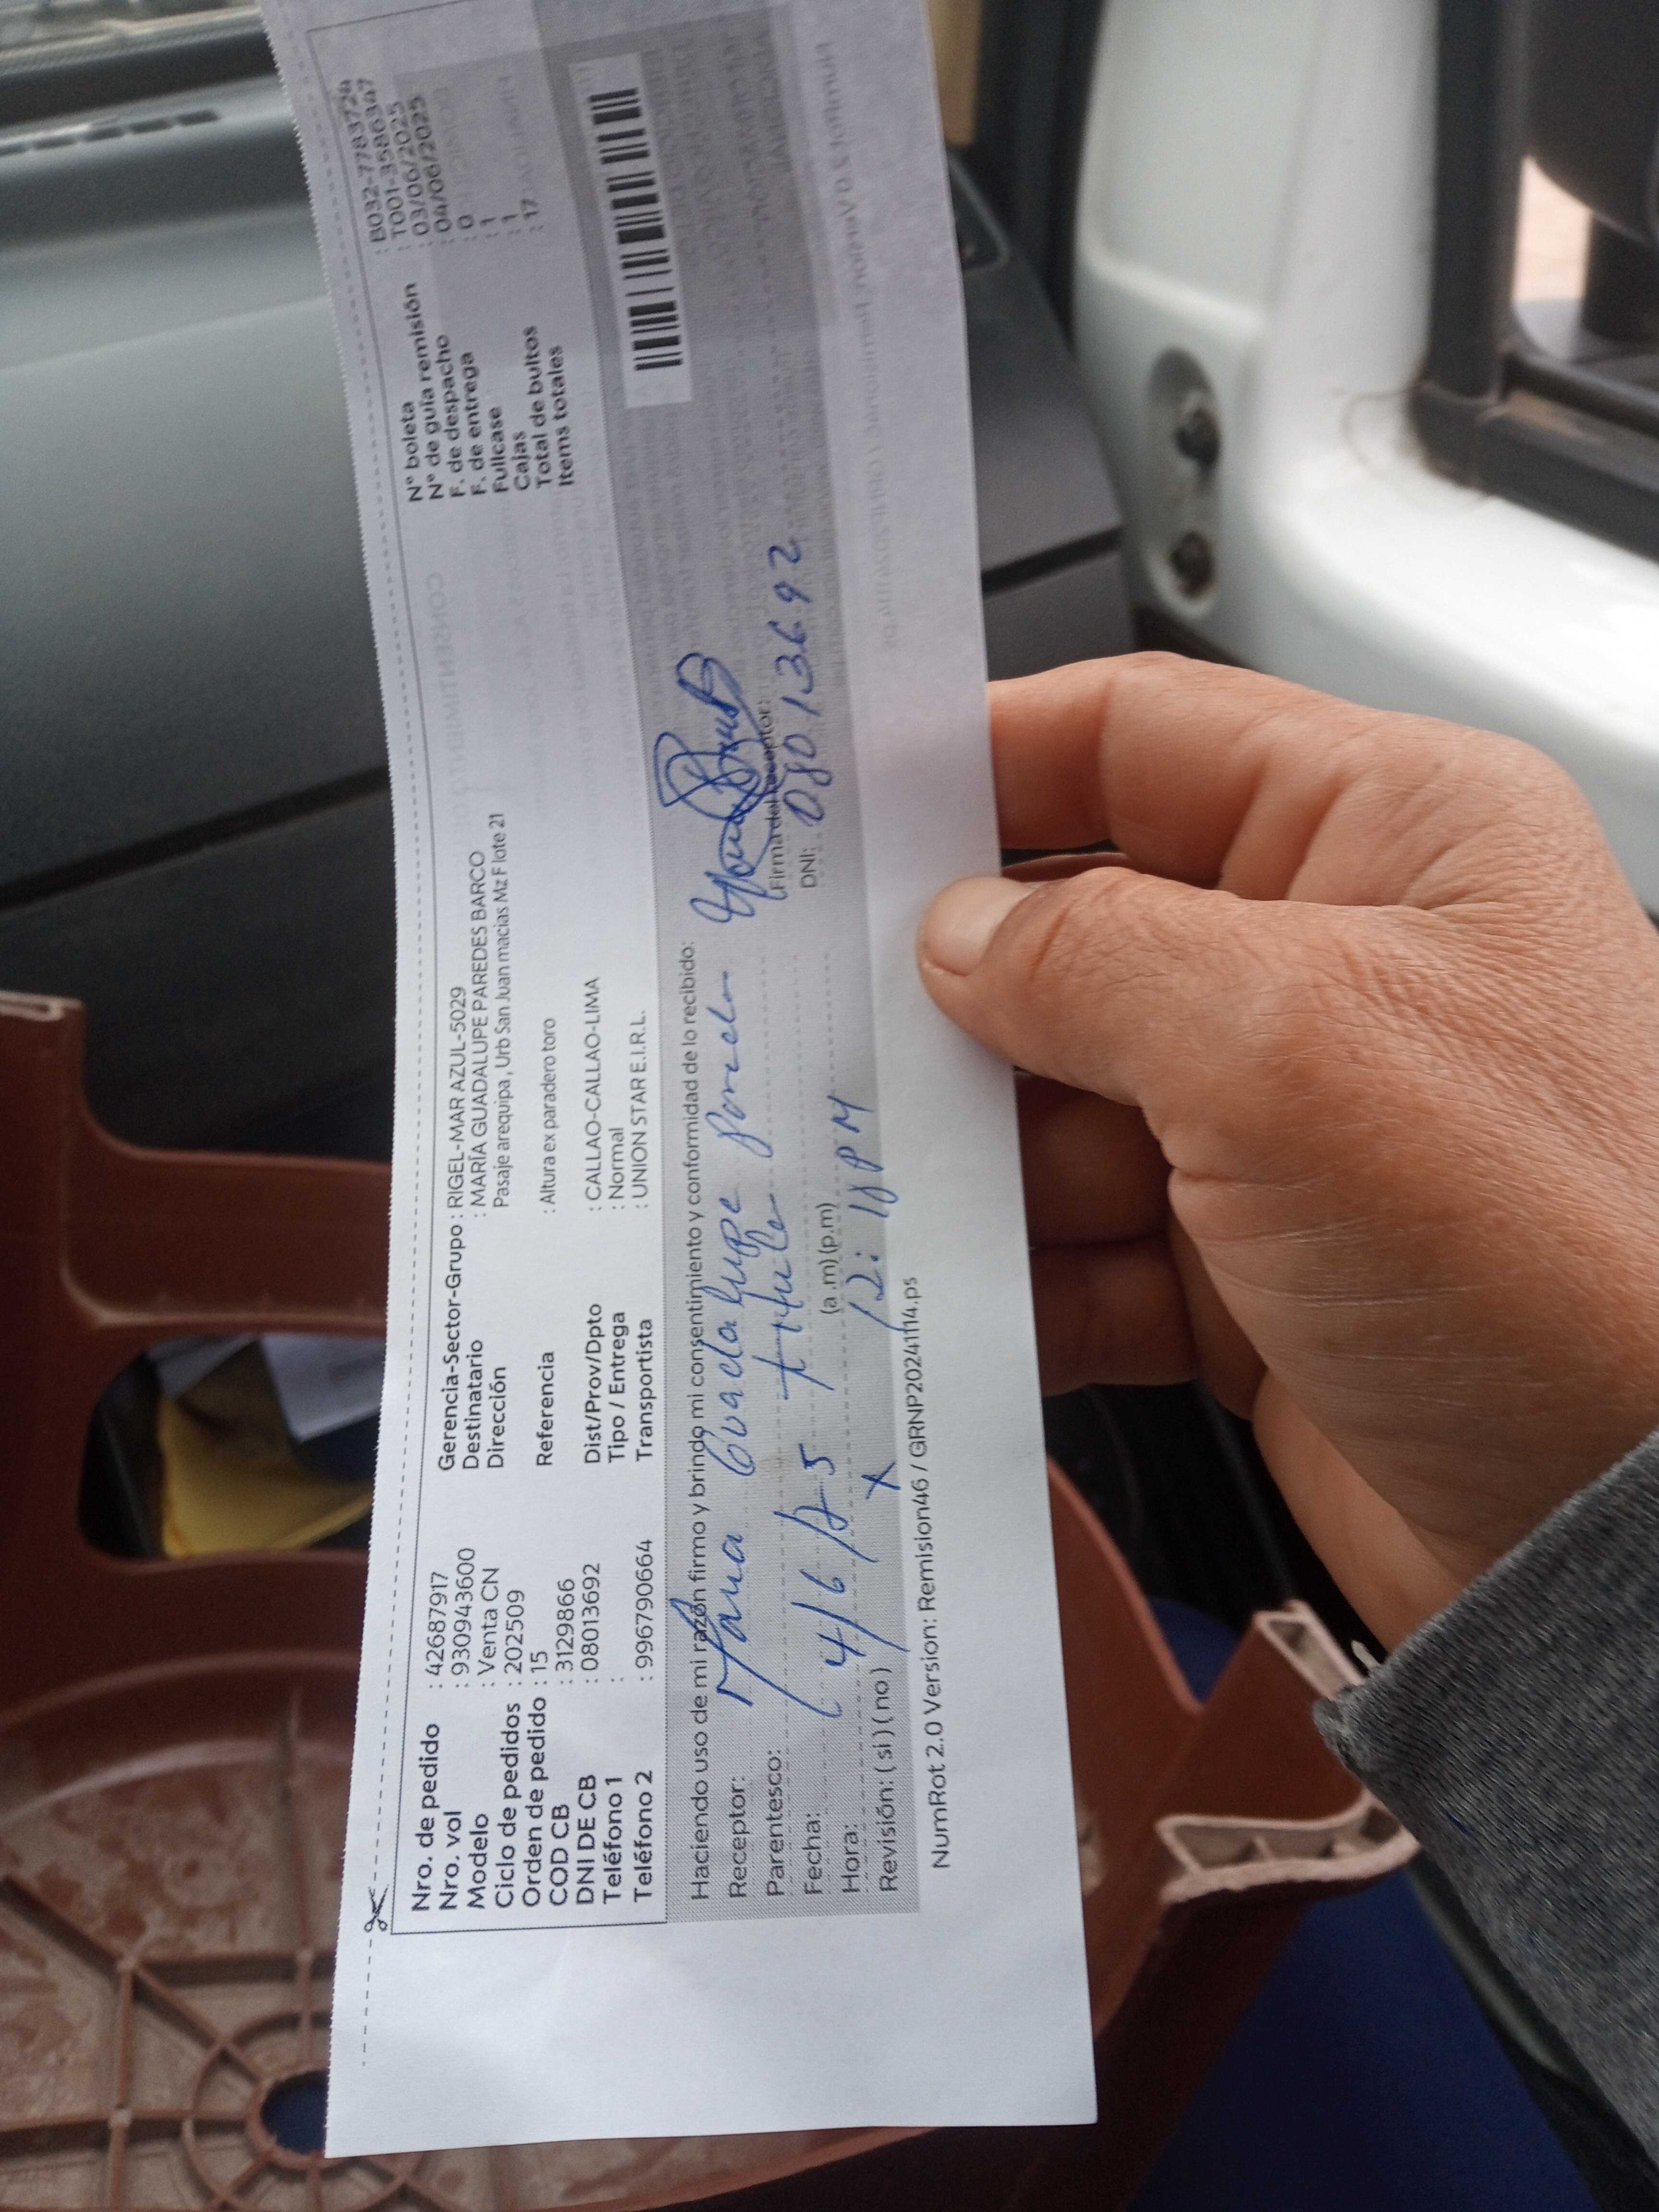 Nro. de pedido : 42687917
Nro. vol : 930943600
Modelo : Venta CN
Ciclo de pedidos : 202509
Orden de pedido : 15
COD CB : 3129866
DNI DE CB : 08013692
Teléfono 1 :
Teléfono 2 : 996790664
Gerencia-Sector-Grupo : RIGEL-MAR AZUL-5029
Destinatario : MARÍA GUADALUPE PAREDES BARCO
Dirección Pasaje arequipa , Urb San Juan macias Mz F lote 21
Referencia : Altura ex paradero toro
Dist/Prov/Dpto : CALLAO-CALLAO-LIMA
Tipo / Entrega : Normal
Transportista : UNION STAR E.I.R.L.
N° boleta : B032-7783729
N° de guía remisión : T001-3586347
F. de despacho : 03/06/2025
F. de entrega : 04/06/2025
Fullcase : 0
Cajas : 1
Total de bultos : 1
Items totales : 17
Haciendo uso de mi razón firmo y brindo mi consentimiento y conformidad de lo recibido:
Receptor: Maria Guadalupe
Parentesco:
(Firma del receptor:
Fecha: 4/6/25
DNI: 08013692
Hora: (a.m) (p.m) 12:18 PM
Revisión: ( si ) ( no ) X
NumRot 2.0 Version: Remision46 / GRNP20241114.ps